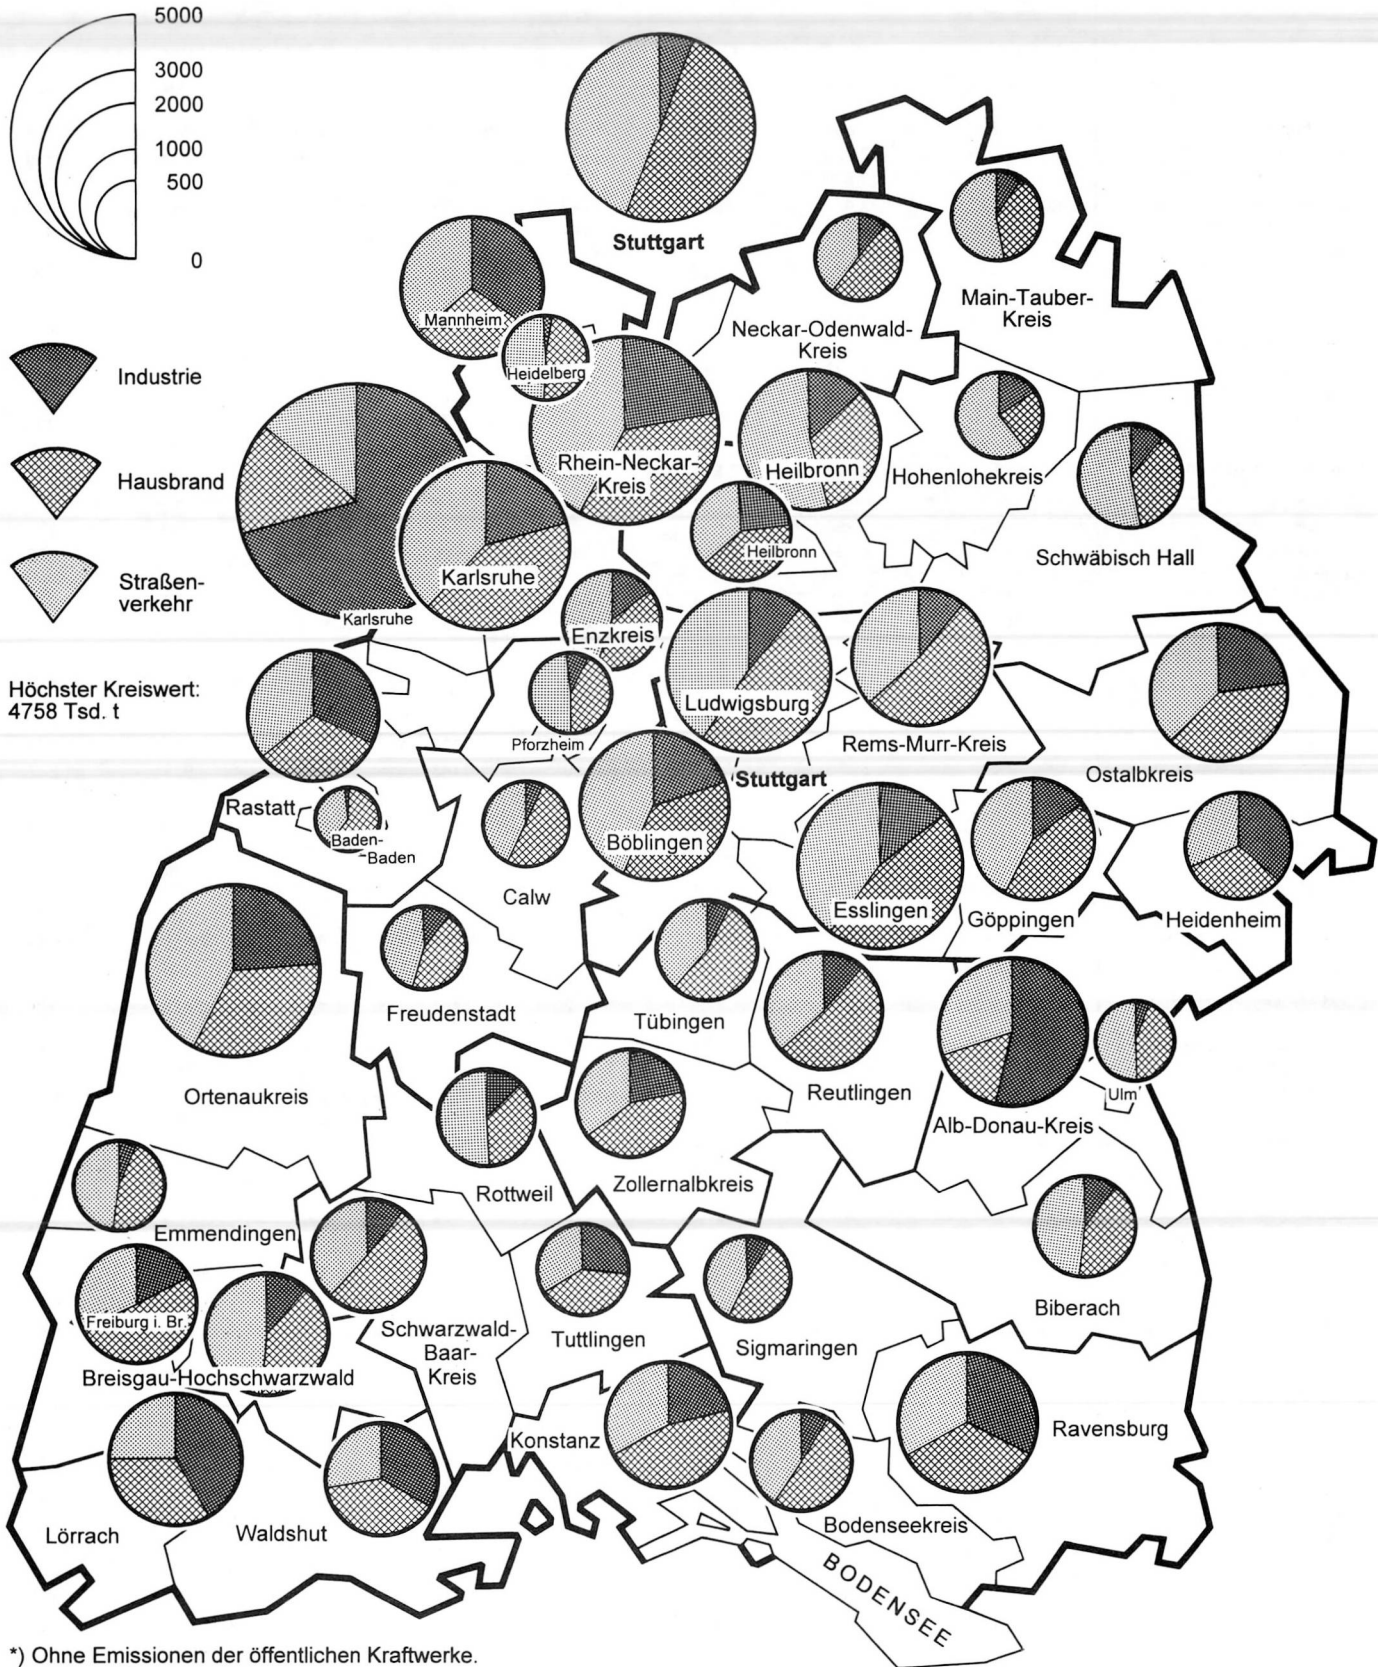 5000
3000
2000
1000
500
0
Industrie
Hausbrand
Straßen-
verkehr
Höchster Kreiswert:
4758 Tsd. t
Stuttgart
Mannheim
Heidelberg
Rhein-Neckar-
Kreis
Neckar-Odenwald-
Kreis
Main-Tauber-
Kreis
Heilbronn
Hohenlohekreis
Heilbronn
Schwäbisch Hall
Karlsruhe
Karlsruhe
Enzkreis
Pforzheim
Ludwigsburg
Rems-Murr-Kreis
Stuttgart
Ostalbkreis
Rastatt
Baden-
Baden
Calw
Böblingen
Esslingen
Göppingen
Heidenheim
Freudenstadt
Tübingen
Reutlingen
Ulm
Alb-Donau-Kreis
Ortenaukreis
Rottweil
Zollernalbkreis
Emmendingen
Freiburg i. Br.
Breisgau-Hochschwarzwald
Schwarzwald-
Baar-
Kreis
Tuttlingen
Sigmaringen
Biberach
Konstanz
Ravensburg
Lörrach
Waldshut
Bodenseekreis
BODENSEE
*) Ohne Emissionen der öffentlichen Kraftwerke.